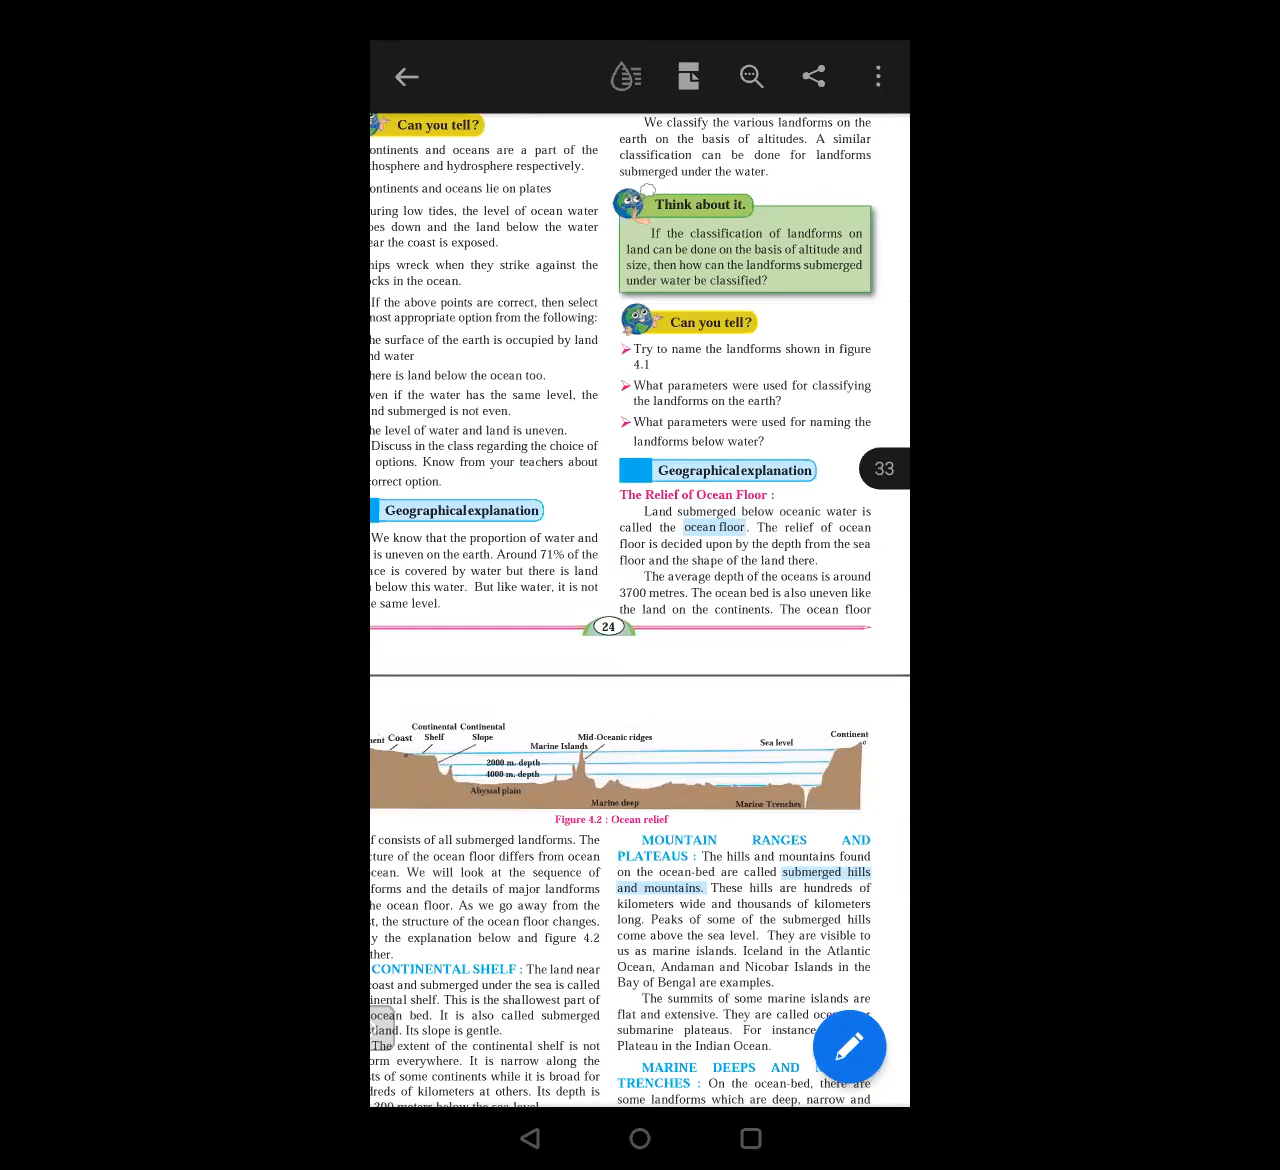 Can you tell?
ontinents and oceans are a part of the
hosphere and hydrosphere respectively.
ontinents and oceans lie on plates
uring low tides, the level of ocean water
oes down and the land below the water
ear the coast is exposed.
hips wreck when they strike against the
ocks in the ocean.
If the above points are correct, then select
most appropriate option from the following:
he surface of the earth is occupied by land
nd water
here is land below the ocean too.
ven if the water has the same level, the
nd submerged is not even.
he level of water and land is uneven.
Discuss in the class regarding the choice of
options. Know from your teachers about
correct option.
Geographical explanation
We know that the proportion of water and
is uneven on the earth. Around 71% of the
ace is covered by water but there is land
below this water. But like water, it is not
e same level.
We classify the various landforms on the
earth on the basis of altitudes. A similar
classification can be done for landforms
submerged under the water.
Think about it.
If the classification of landforms on
land can be done on the basis of altitude and
size, then how can the landforms submerged
under water be classified?
Can you tell?
Try to name the landforms shown in figure
4.1
What parameters were used for classifying
the landforms on the earth?
What parameters were used for naming the
landforms below water?
33
Geographical explanation
The Relief of Ocean Floor :
Land submerged below oceanic water is
called the ocean floor. The relief of ocean
floor is decided upon by the depth from the sea
floor and the shape of the land there.
The average depth of the oceans is around
3700 metres. The ocean bed is also uneven like
the land on the continents. The ocean floor
24
nent Coast
Continental Shelf
Continental Slope
Marine Islands
Mid-Oceanic ridges
Sea level
Continent
2000 m. depth
4000 m. depth
Abyssal plain
Marine deep
Marine Trenches
Figure 4.2 : Ocean relief
f consists of all submerged landforms. The
cture of the ocean floor differs from ocean
ocean. We will look at the sequence of
forms and the details of major landforms
he ocean floor. As we go away from the
st, the structure of the ocean floor changes.
y the explanation below and figure 4.2
ther.
CONTINENTAL SHELF : The land near
coast and submerged under the sea is called
inental shelf. This is the shallowest part of
ocean bed. It is also called submerged
tland. Its slope is gentle.
The extent of the continental shelf is not
orm everywhere. It is narrow along the
sts of some continents while it is broad for
dreds of kilometers at others. Its depth is
200 meters below the sea level
MOUNTAIN RANGES AND
PLATEAUS : The hills and mountains found
on the ocean-bed are called submerged hills
and mountains. These hills are hundreds of
kilometers wide and thousands of kilometers
long. Peaks of some of the submerged hills
come above the sea level. They are visible to
us as marine islands. Iceland in the Atlantic
Ocean, Andaman and Nicobar Islands in the
Bay of Bengal are examples.
The summits of some marine islands are
flat and extensive. They are called
submarine plateaus. For instance
Plateau in the Indian Ocean.
MARINE DEEPS AND
TRENCHES : On the ocean-bed, there are
some landforms which are deep, narrow and